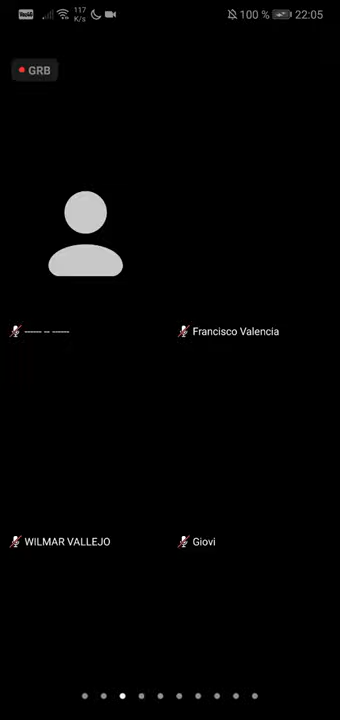 117
K/s
100 %
22:05
GRB
------ -- ------
Francisco Valencia
WILMAR VALLEJO
Giovi